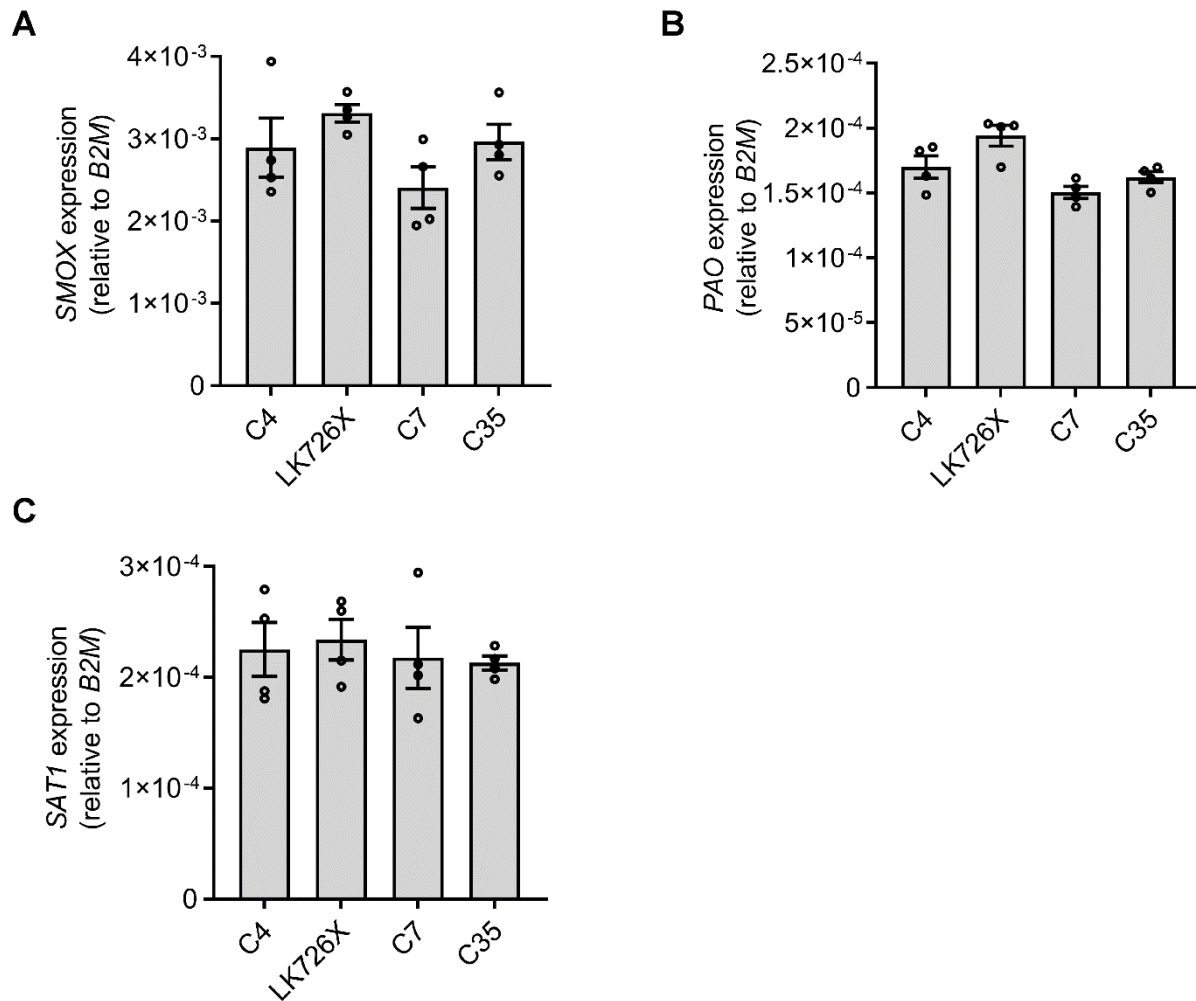 A
SMOX expression
(relative to B2M)
4×10⁻³
3×10⁻³
2×10⁻³
1×10⁻³
0
C4
LK726X
C7
C35
B
PAO expression
(relative to B2M)
2.5×10⁻⁴
2×10⁻⁴
1.5×10⁻⁴
1×10⁻⁴
5×10⁻⁵
0
C4
LK726X
C7
C35
C
SAT1 expression
(relative to B2M)
3×10⁻⁴
2×10⁻⁴
1×10⁻⁴
0
C4
LK726X
C7
C35